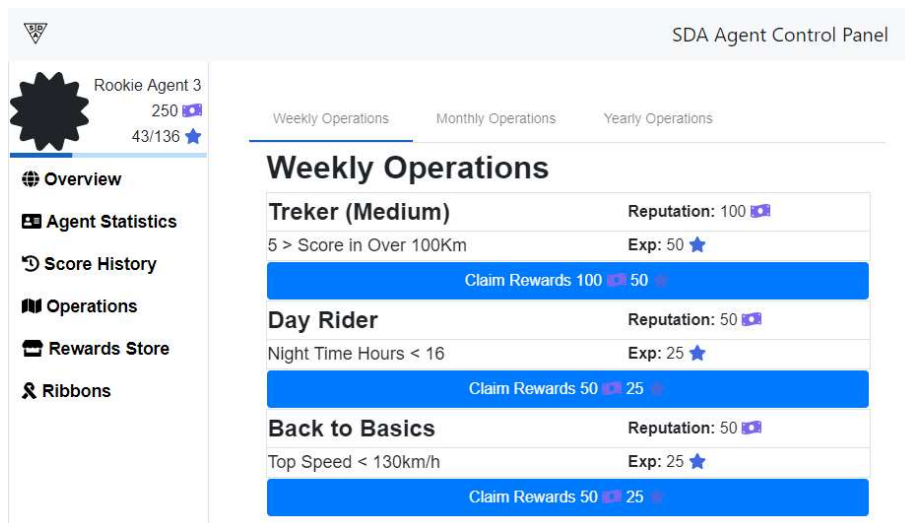 SDA
SDA Agent Control Panel
Rookie Agent 3
250
43/136
Overview
Agent Statistics
Score History
Operations
Rewards Store
Ribbons
Weekly Operations Monthly Operations Yearly Operations
Weekly Operations
Treker (Medium) Reputation: 100
5 > Score in Over 100Km Exp: 50
Claim Rewards 100 50
Day Rider Reputation: 50
Night Time Hours < 16 Exp: 25
Claim Rewards 50 25
Back to Basics Reputation: 50
Top Speed < 130km/h Exp: 25
Claim Rewards 50 25